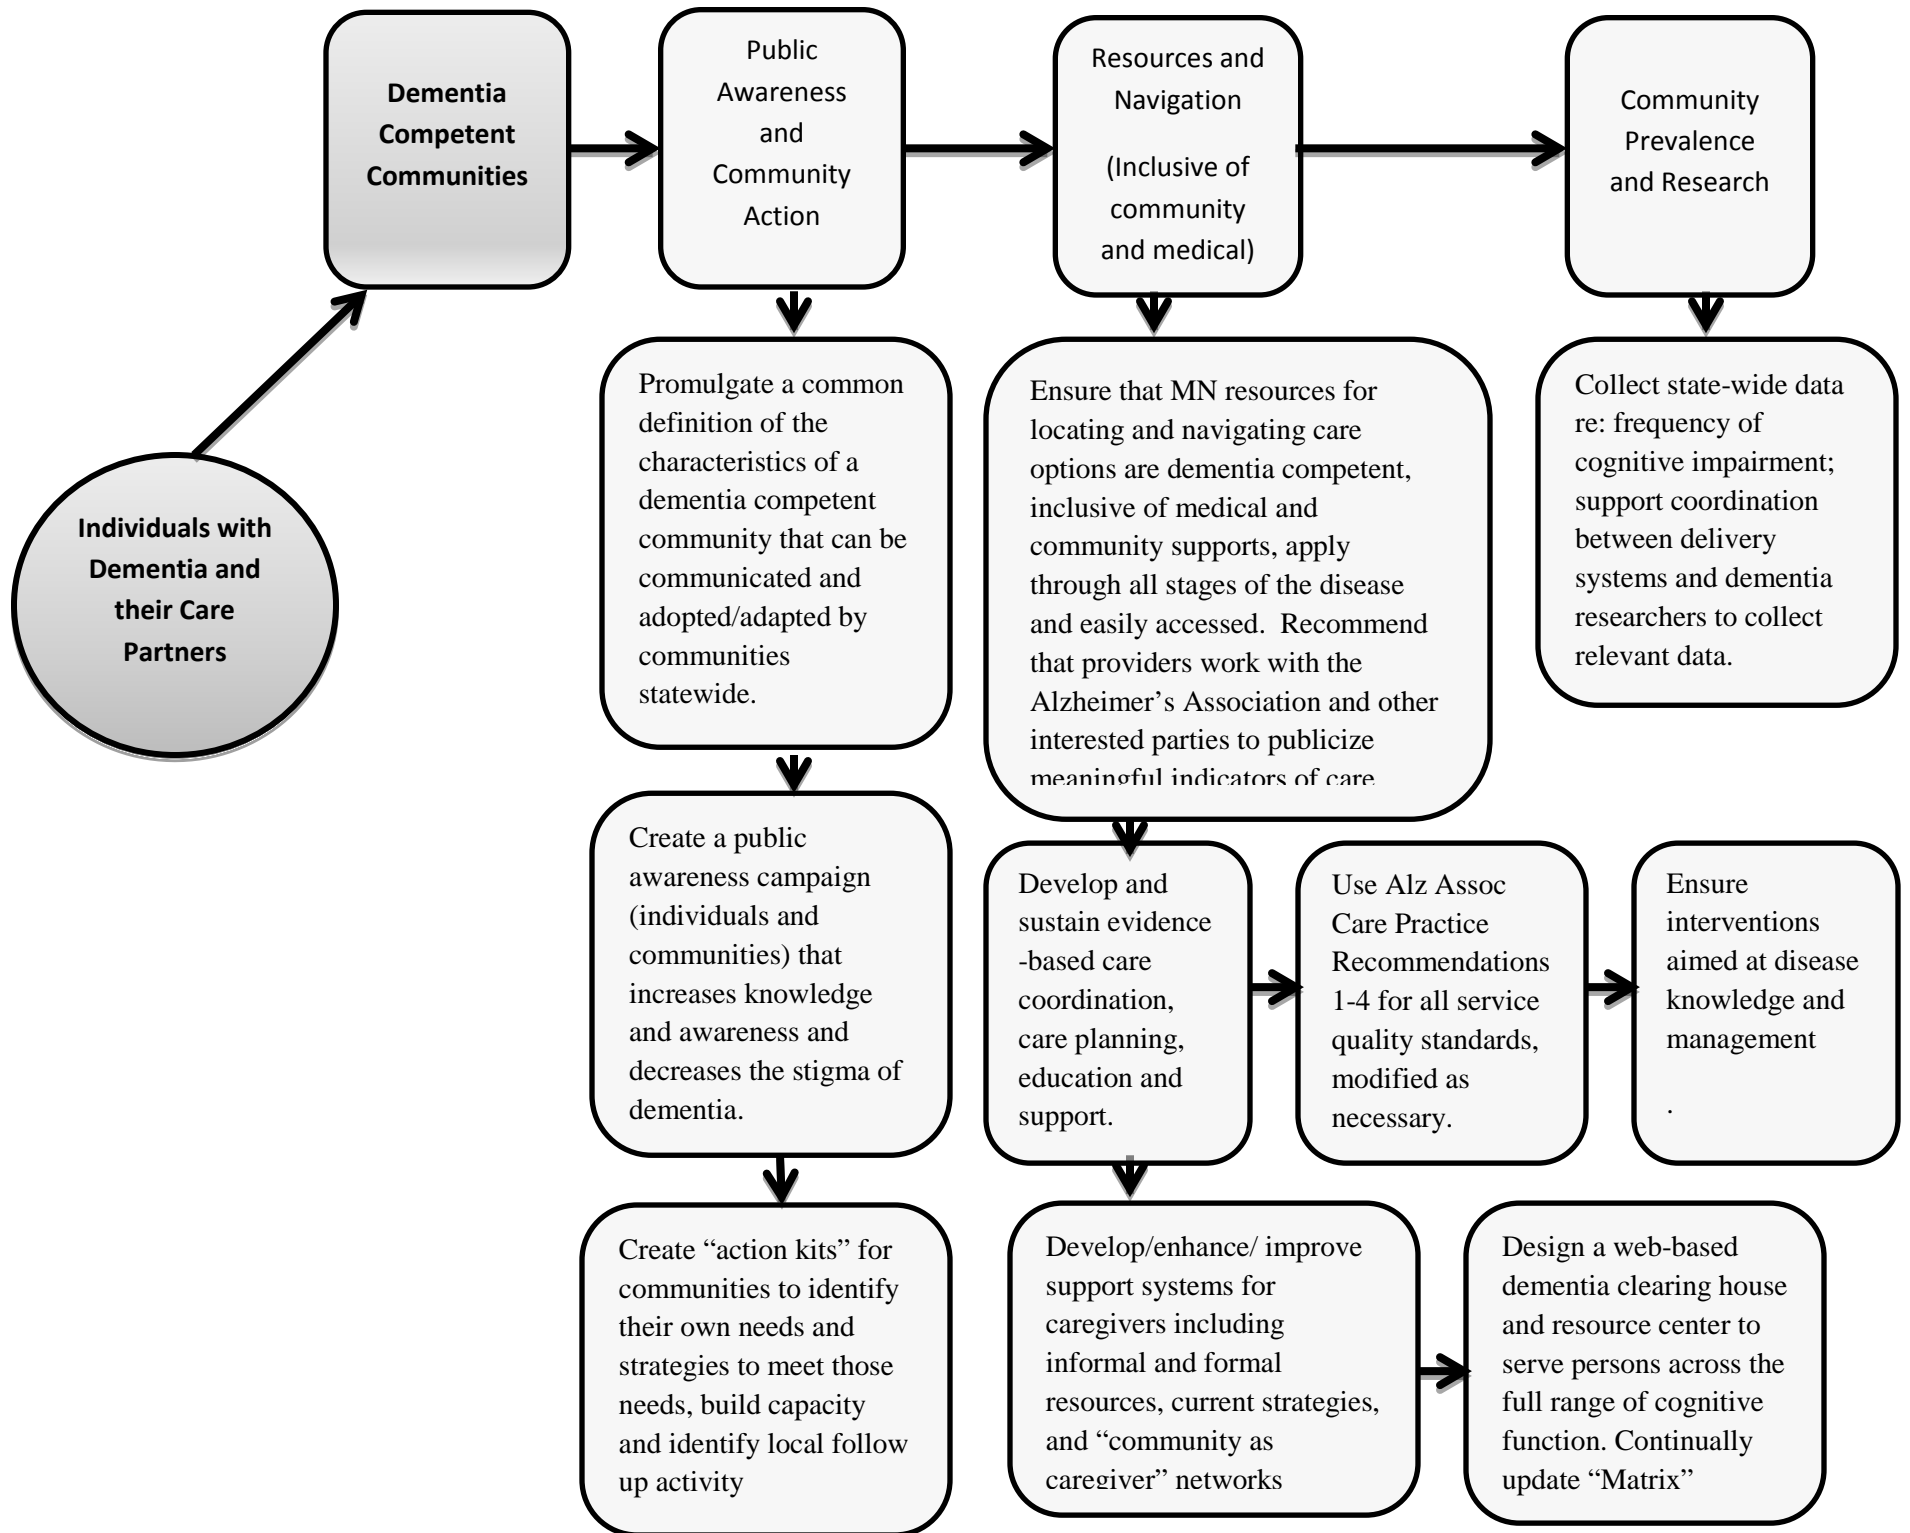 Dementia
Competent
Communities
Public
Awareness
and
Community
Action
Resources and
Navigation
(Inclusive of
community
and medical)
Community
Prevalence
and Research
Individuals with
Dementia and
their Care
Partners
Promulgate a common
definition of the
characteristics of a
dementia competent
community that can be
communicated and
adopted/adapted by
communities
statewide.
Ensure that MN resources for
locating and navigating care
options are dementia competent,
inclusive of medical and
community supports, apply
through all stages of the disease
and easily accessed.  Recommend
that providers work with the
Alzheimer’s Association and other
interested parties to publicize
meaningful indicators of care
Collect state-wide data
re: frequency of
cognitive impairment;
support coordination
between delivery
systems and dementia
researchers to collect
relevant data.
Create a public
awareness campaign
(individuals and
communities) that
increases knowledge
and awareness and
decreases the stigma of
dementia.
Develop and
sustain evidence
-based care
coordination,
care planning,
education and
support.
Use Alz Assoc
Care Practice
Recommendations
1-4 for all service
quality standards,
modified as
necessary.
Ensure
interventions
aimed at disease
knowledge and
management
.
Create “action kits” for
communities to identify
their own needs and
strategies to meet those
needs, build capacity
and identify local follow
up activity
Develop/enhance/ improve
support systems for
caregivers including
informal and formal
resources, current strategies,
and “community as
caregiver” networks
Design a web-based
dementia clearing house
and resource center to
serve persons across the
full range of cognitive
function. Continually
update “Matrix”